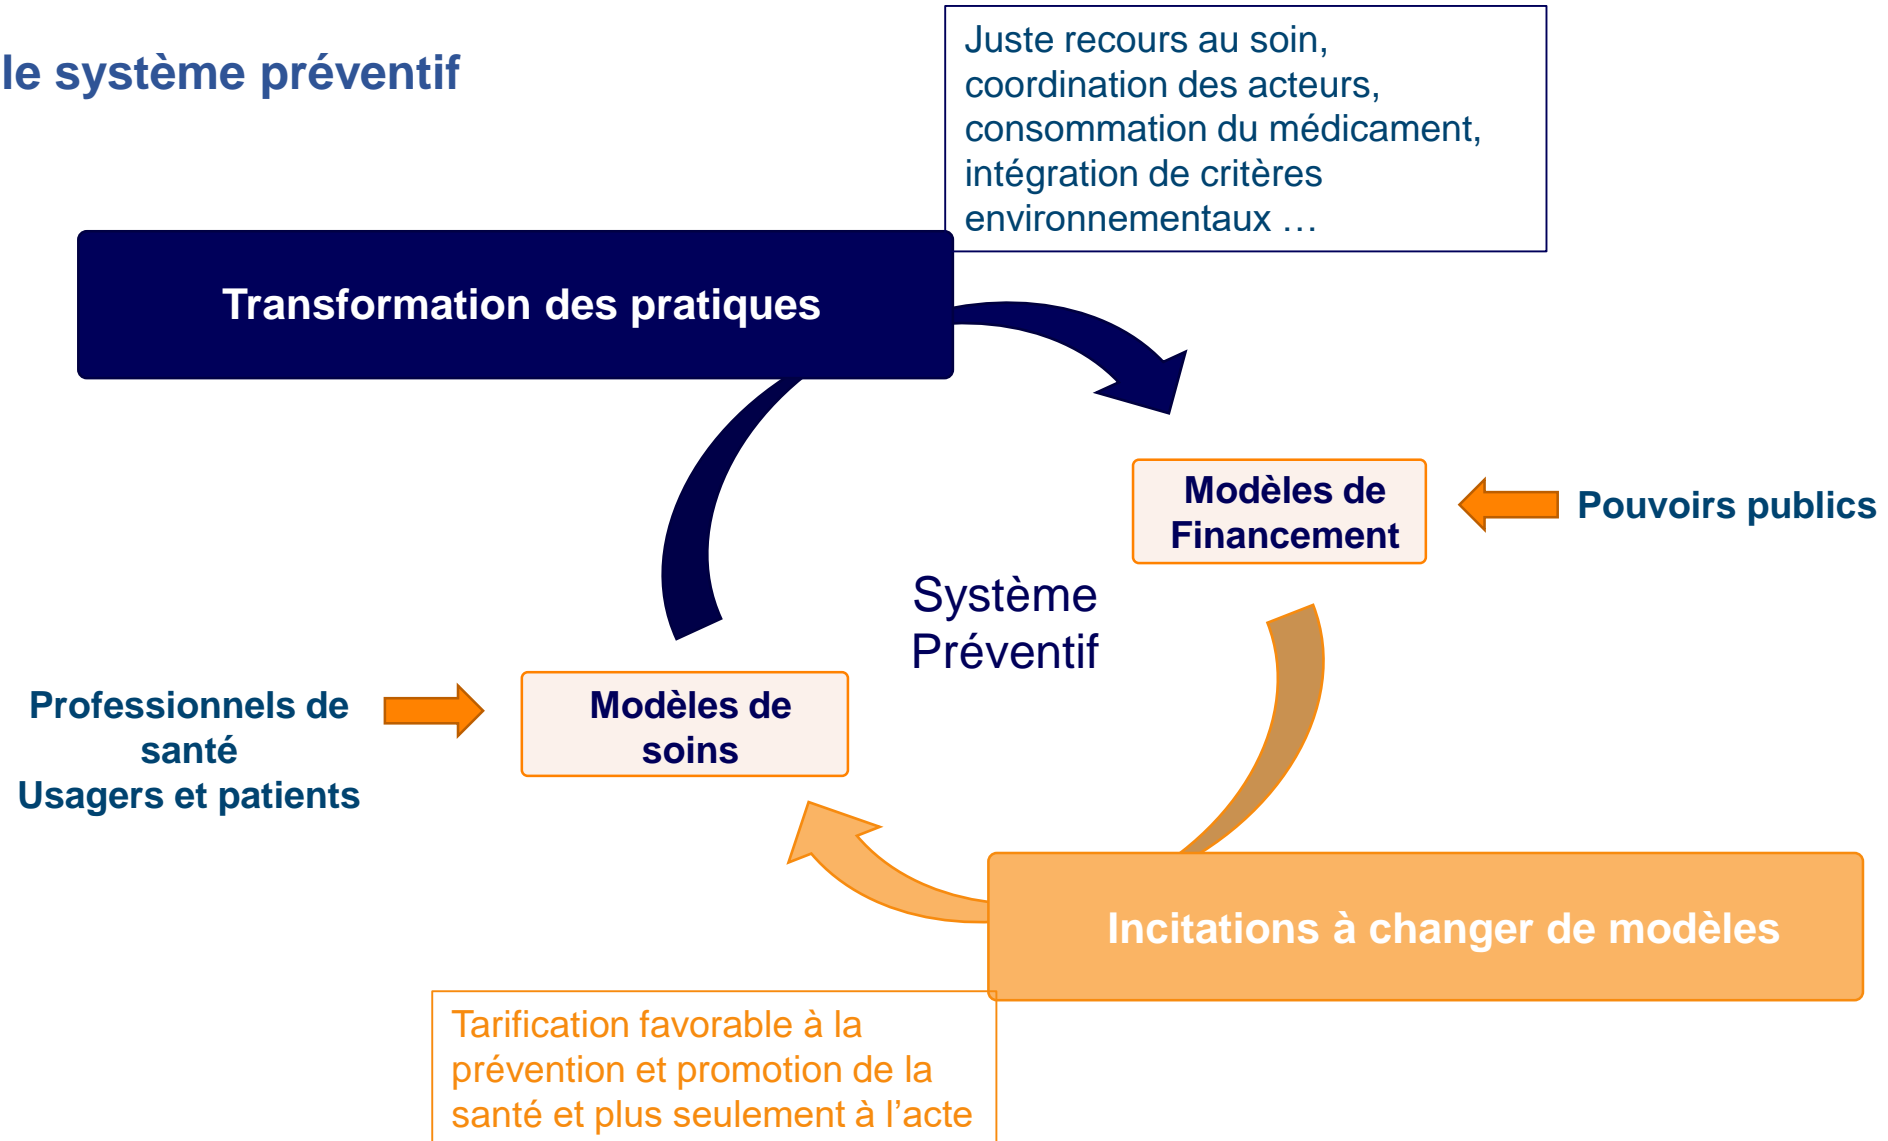 le système préventif
Juste recours au soin,
coordination des acteurs,
consommation du médicament,
intégration de critères
environnementaux …
Transformation des pratiques
Modèles de
Financement
Pouvoirs publics
Système
Préventif
Professionnels de
santé
Usagers et patients
Modèles de
soins
Incitations à changer de modèles
Tarification favorable à la
prévention et promotion de la
santé et plus seulement à l’acte